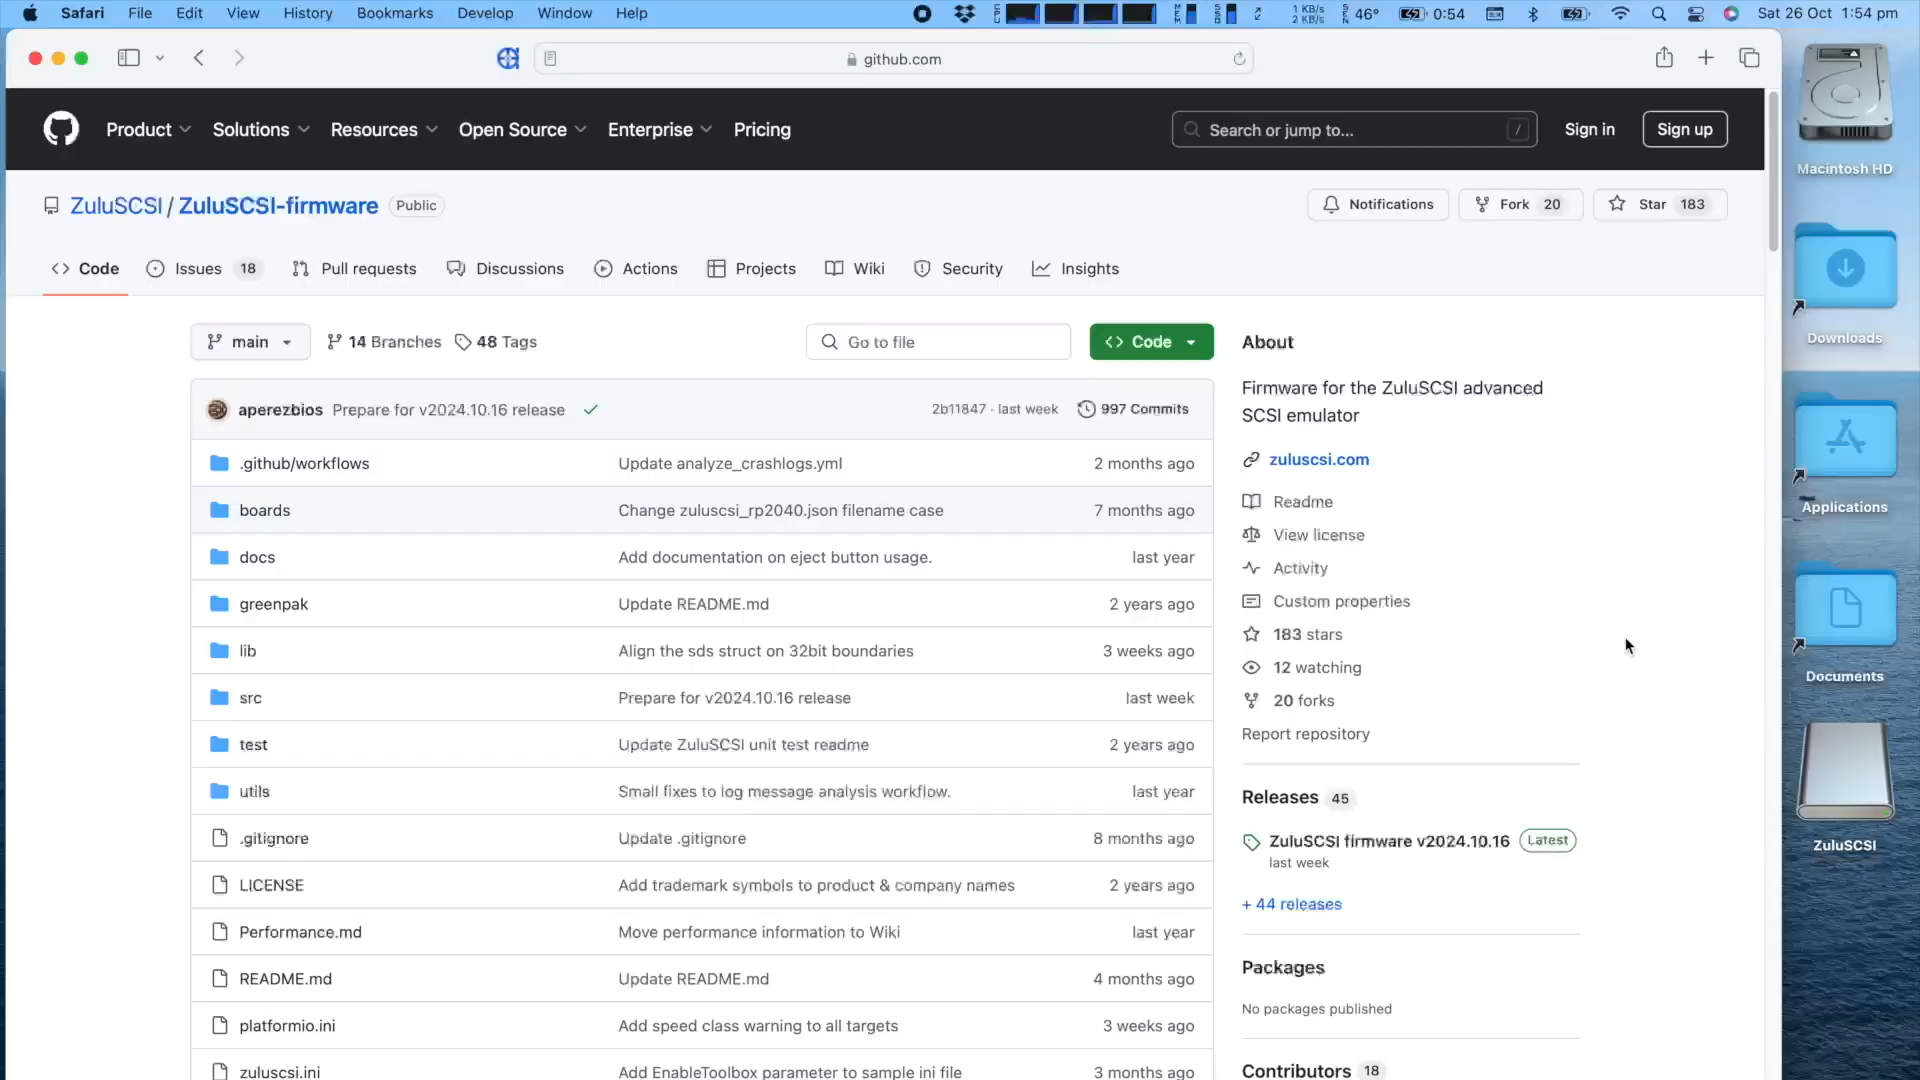 Safari File Edit View History Bookmarks Develop Window Help
1 KB/s
2 KB/s
46° 0:54 Sat 26 Oct 1:54 pm
github.com
Product Solutions Resources Open Source Enterprise Pricing Search or jump to... / Sign in Sign up
ZuluSCSI / ZuluSCSI-firmware Public Notifications Fork 20 Star 183
Code Issues 18 Pull requests Discussions Actions Projects Wiki Security Insights
main 14 Branches 48 Tags Go to file Code
aperezbios Prepare for v2024.10.16 release 2b11847 · last week 997 Commits
.github/workflows Update analyze_crashlogs.yml 2 months ago
boards Change zuluscsi_rp2040.json filename case 7 months ago
docs Add documentation on eject button usage. last year
greenpak Update README.md 2 years ago
lib Align the sds struct on 32bit boundaries 3 weeks ago
src Prepare for v2024.10.16 release last week
test Update ZuluSCSI unit test readme 2 years ago
utils Small fixes to log message analysis workflow. last year
.gitignore Update .gitignore 8 months ago
LICENSE Add trademark symbols to product & company names 2 years ago
Performance.md Move performance information to Wiki last year
README.md Update README.md 4 months ago
platformio.ini Add speed class warning to all targets 3 weeks ago
zuluscsi.ini Add EnableToolbox parameter to sample ini file 3 months ago
About
Firmware for the ZuluSCSI advanced
SCSI emulator
zuluscsi.com
Readme
View license
Activity
Custom properties
183 stars
12 watching
20 forks
Report repository
Releases 45
ZuluSCSI firmware v2024.10.16 Latest
last week
+ 44 releases
Packages
No packages published
Contributors 18
Macintosh HD
Downloads
Applications
Documents
ZuluSCSI